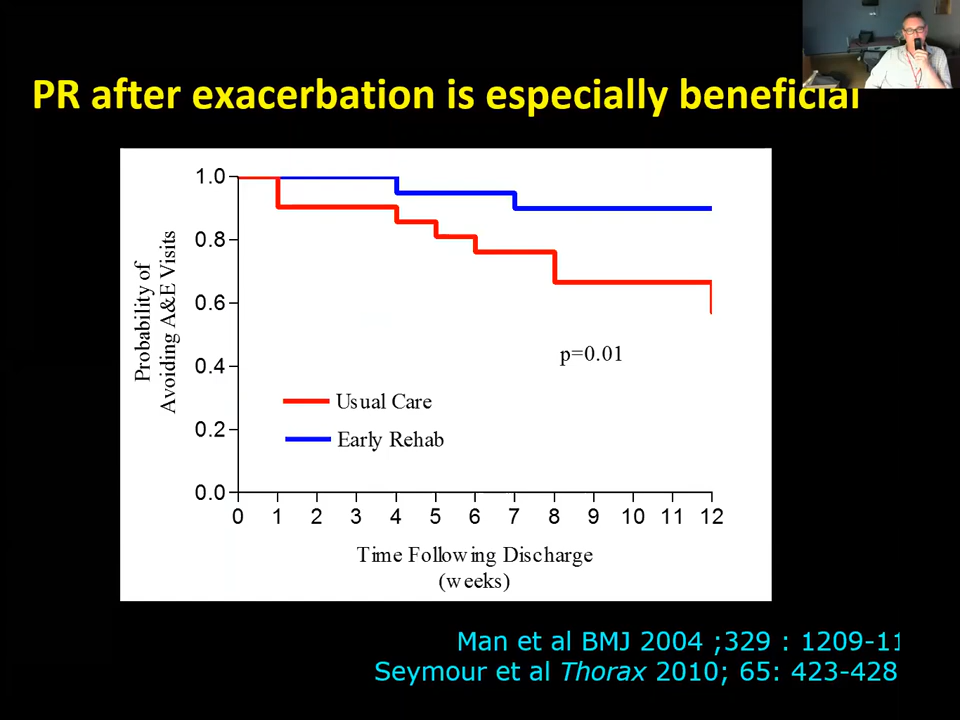 PR after exacerbation is especially beneficial
1.0
0.8
0.6
0.4
0.2
0.0
Probability of
Avoiding A&E Visits
p=0.01
Usual Care
Early Rehab
0 1 2 3 4 5 6 7 8 9 10 11 12
Time Following Discharge
(weeks)
Man et al BMJ 2004 ;329 : 1209-11
Seymour et al Thorax 2010; 65: 423-428